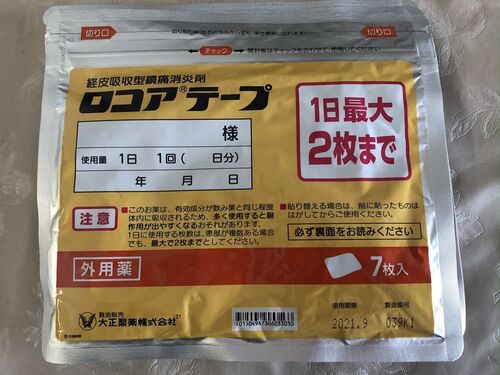 切り口
切り口
チャック
経皮吸収型鎮痛消炎剤
ロコア®テープ
様
使用量 1日 1回( 日分)
年 月 日
1日最大
2枚まで
注意
■このお薬は、有効成分が飲み薬と同じ程度
体内に吸収されるため、多く使用すると副
作用が出やすくなるおそれがあります。
1日に使用する枚数は、患部が複数ある場合
でも、最大で2枚までとしてください。
■貼り替える場合は、前に貼ったものは
はがしてからご使用ください。
必ず裏面をお読みください
外用薬
7枚入
製造販売
大正製薬株式会社
(01)04987306033030
使用期限
2021.9
製造番号
039K1